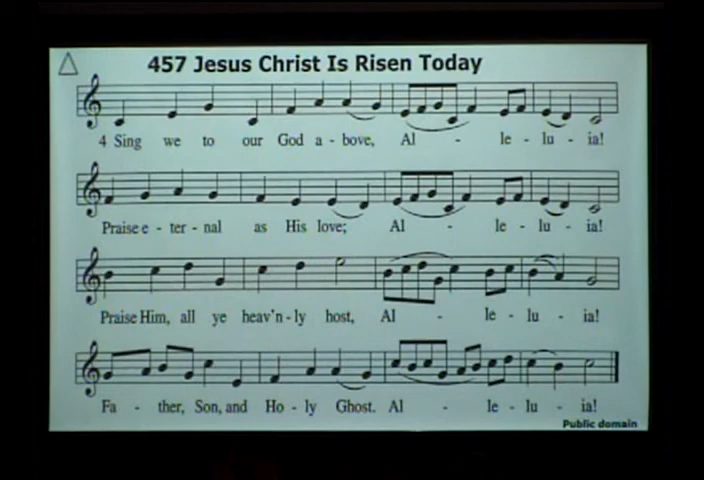 457 Jesus Christ Is Risen Today
4 Sing we to our God a - bove, Al - le - lu - ia!
Praise e - ter - nal as His love; Al - le - lu - ia!
Praise Him, all ye heav'n - ly host, Al - le - lu - ia!
Fa - ther, Son, and Ho - ly Ghost. Al - le - lu - ia!
Public domain